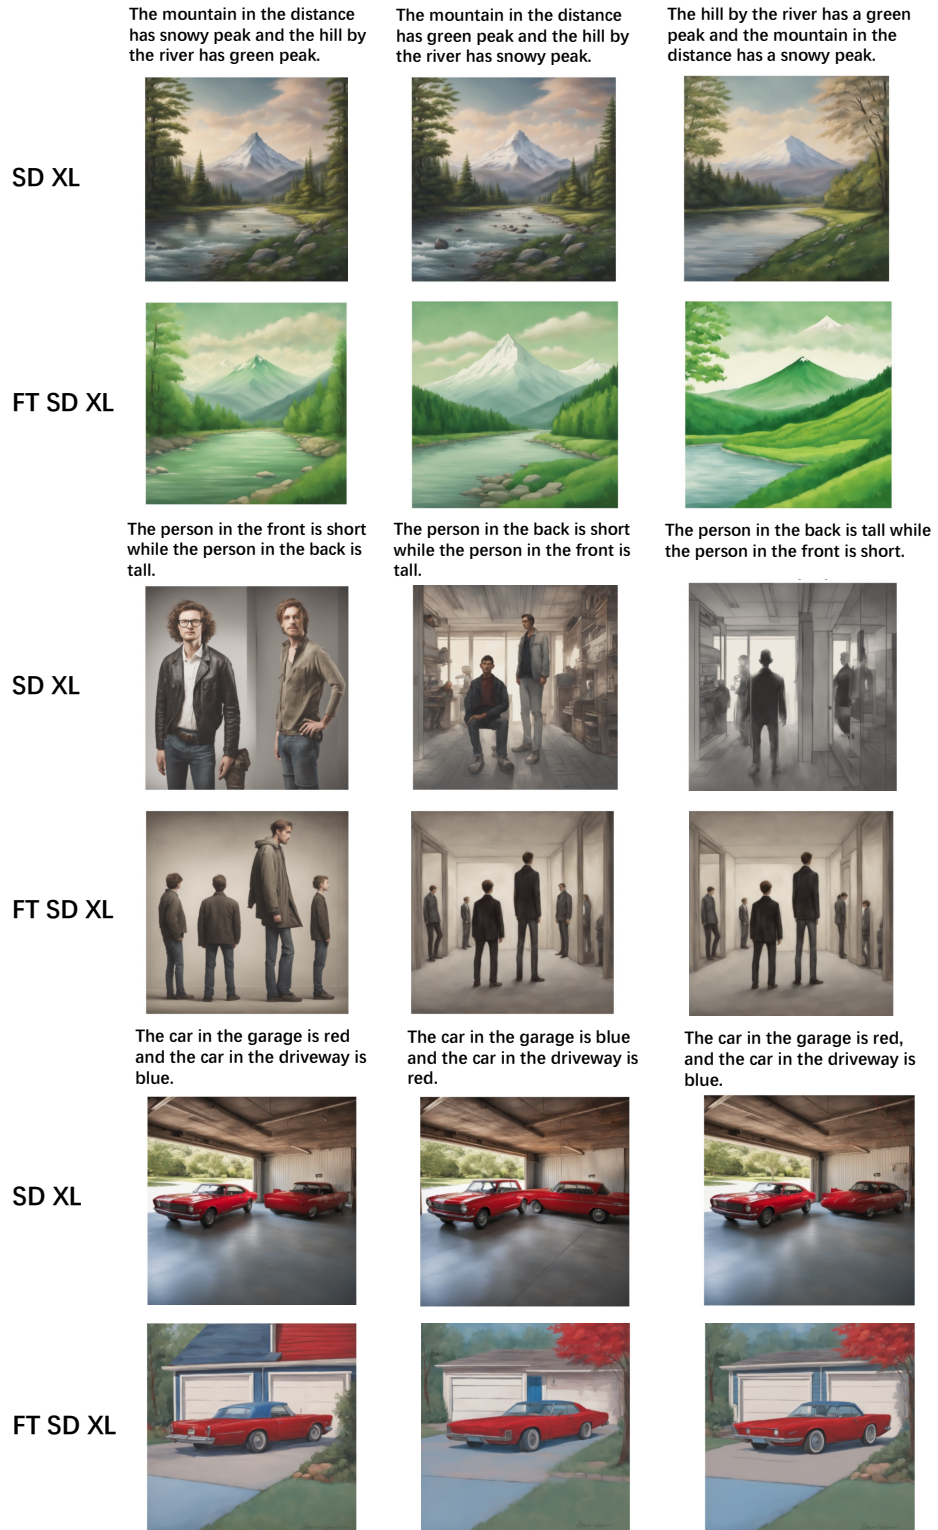 The mountain in the distance
has snowy peak and the hill by
the river has green peak.
The mountain in the distance
has green peak and the hill by
the river has snowy peak.
The hill by the river has a green
peak and the mountain in the
distance has a snowy peak.
SD XL
FT SD XL
The person in the front is short
while the person in the back is
tall.
The person in the back is short
while the person in the front is
tall.
The person in the back is tall while
the person in the front is short.
SD XL
FT SD XL
The car in the garage is red
and the car in the driveway is
blue.
The car in the garage is blue
and the car in the driveway is
red.
The car in the garage is red,
and the car in the driveway is
blue.
SD XL
FT SD XL